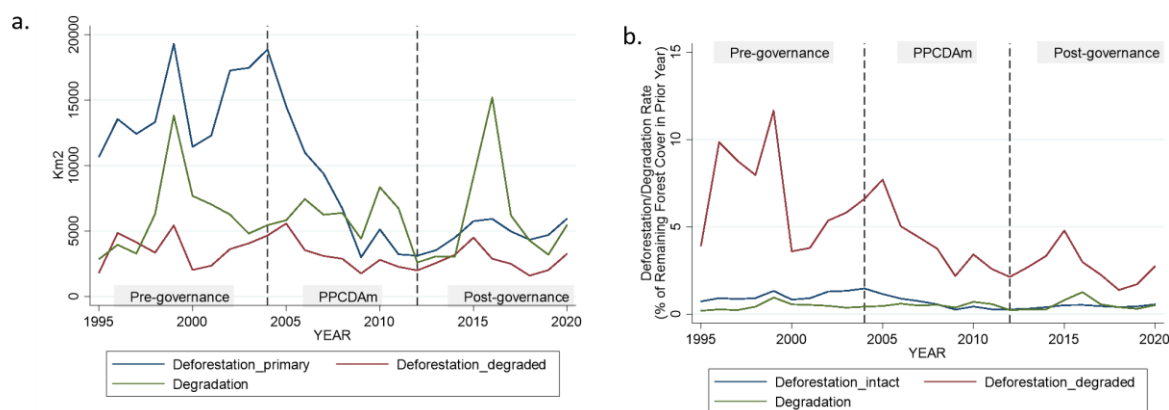 a.
Km2
20000
15000
10000
5000
0
Pre-governance PPCDAm Post-governance
1995 2000 2005 2010 2015 2020
YEAR
Deforestation_primary Deforestation_degraded
Degradation
b.
Deforestation/Degradation Rate
(% of Remaining Forest Cover in Prior Year)
15
10
5
0
Pre-governance PPCDAm Post-governance
1995 2000 2005 2010 2015 2020
YEAR
Deforestation_intact Deforestation_degraded
Degradation